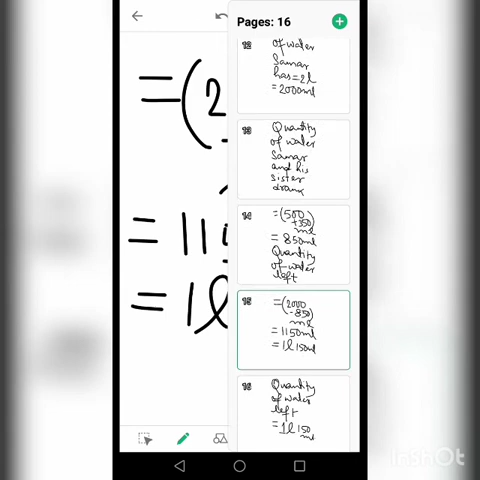 Pages: 16
= (2
= 115
= 1l
12
of water
Samar
has = 2l
= 2000ml
13
Quantity
of water
Samar
and his
sister
drank
14
= (500
+350)
ml
= 850ml
Quantity
of water
left
15
= (2000
-850)
ml
= 1150ml
= 1l 150ml
16
Quantity
of water
left
= 1l 150
ml
InShot